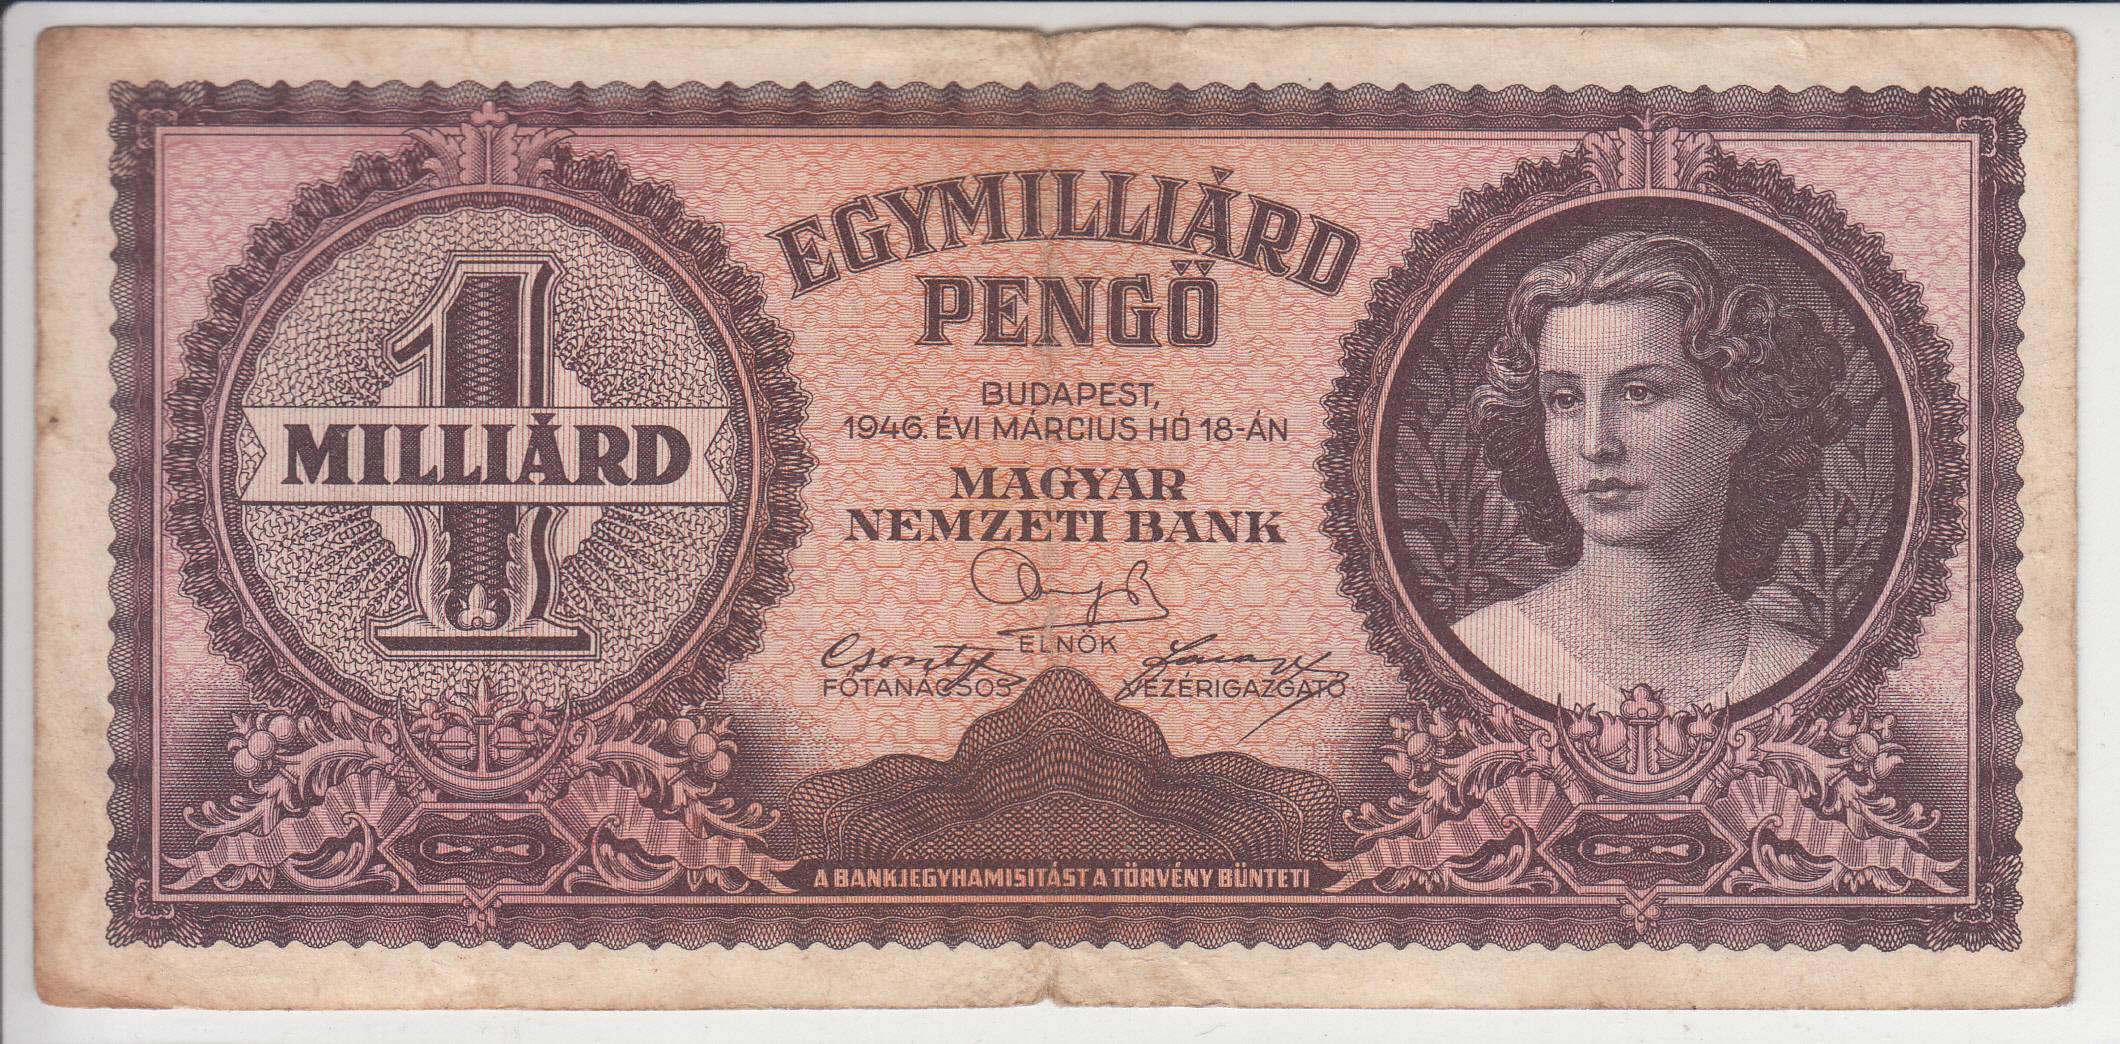 1
MILLIÁRD
EGYMILLIÁRD
PENGŐ
BUDAPEST,
1946. ÉVI MÁRCIUS HÓ 18-ÁN
MAGYAR
NEMZETI BANK
ELNÖK
FŐTANÁCSOS
VEZÉRIGAZGATÓ
A BANKJEGYHAMISITÁST A TÖRVÉNY BÜNTETI